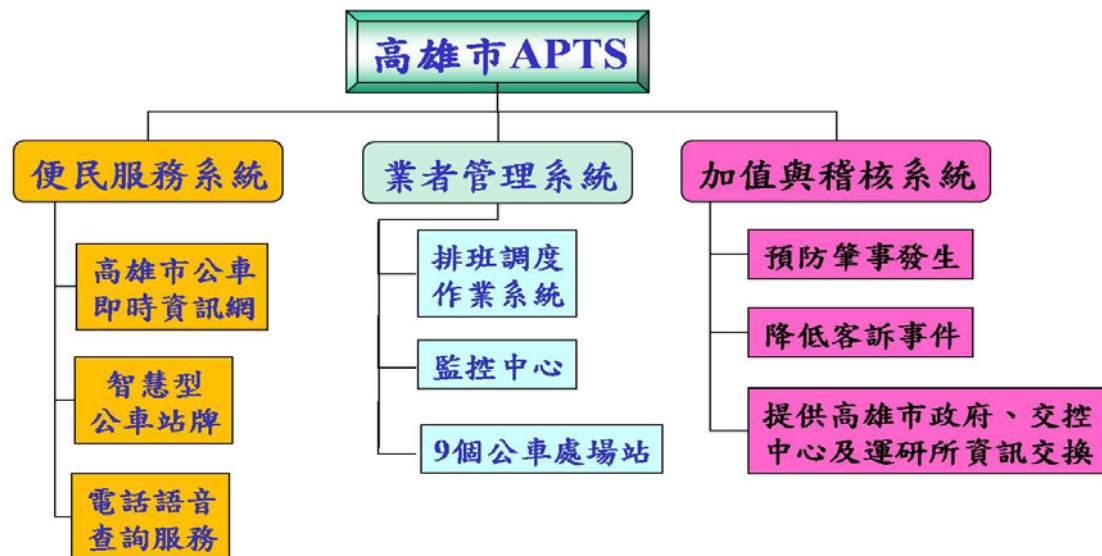 高雄市APTS
便民服務系統
高雄市公車
即時資訊網
智慧型
公車站牌
電話語音
查詢服務
業者管理系統
排班調度
作業系統
監控中心
9個公車處場站
加值與稽核系統
預防肇事發生
降低客訴事件
提供高雄市政府、交控
中心及運研所資訊交換